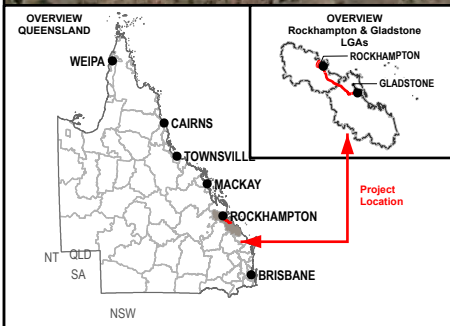 OVERVIEW
QUEENSLAND
WEIPA
CAIRNS
TOWNSVILLE
MACKAY
ROCKHAMPTON
BRISBANE
NT
QLD
SA
NSW
OVERVIEW
Rockhampton & Gladstone
LGAs
ROCKHAMPTON
GLADSTONE
Project
Location